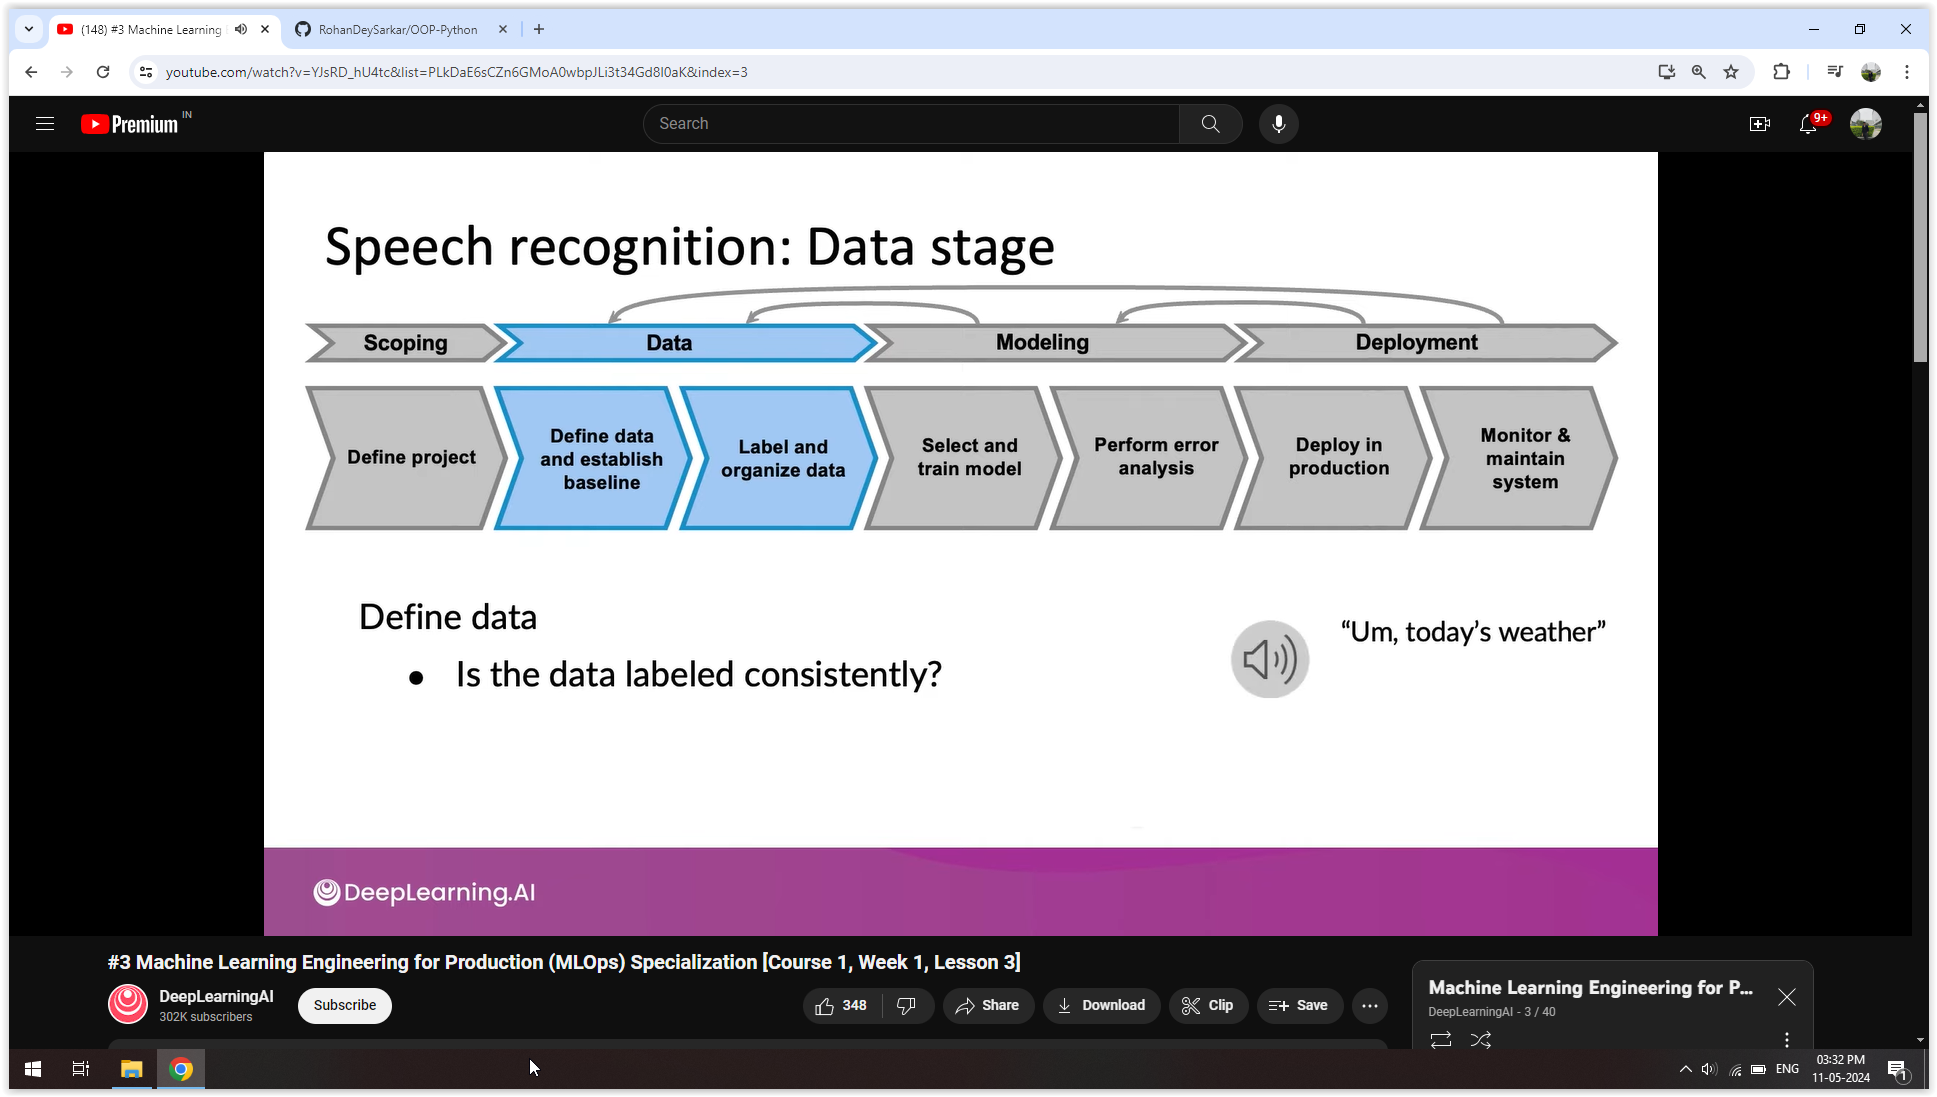 (148) #3 Machine Learning
RohanDeySarkar/OOP-Python
youtube.com/watch?v=YJsRD_hU4tc&list=PLkDaE6sCZn6GMoA0wbpJLi3t34Gd8l0aK&index=3
Premium IN
Search
9+
Speech recognition: Data stage
Scoping Data Modeling Deployment
Define project
Define data
and establish
baseline
Label and
organize data
Select and
train model
Perform error
analysis
Deploy in
production
Monitor &
maintain
system
Define data
● Is the data labeled consistently?
“Um, today’s weather”
DeepLearning.AI
#3 Machine Learning Engineering for Production (MLOps) Specialization [Course 1, Week 1, Lesson 3]
DeepLearningAI
302K subscribers
Subscribe
348
Share
Download
Clip
Save
Machine Learning Engineering for P...
DeepLearningAI - 3 / 40
ENG
03:32 PM
11-05-2024
1